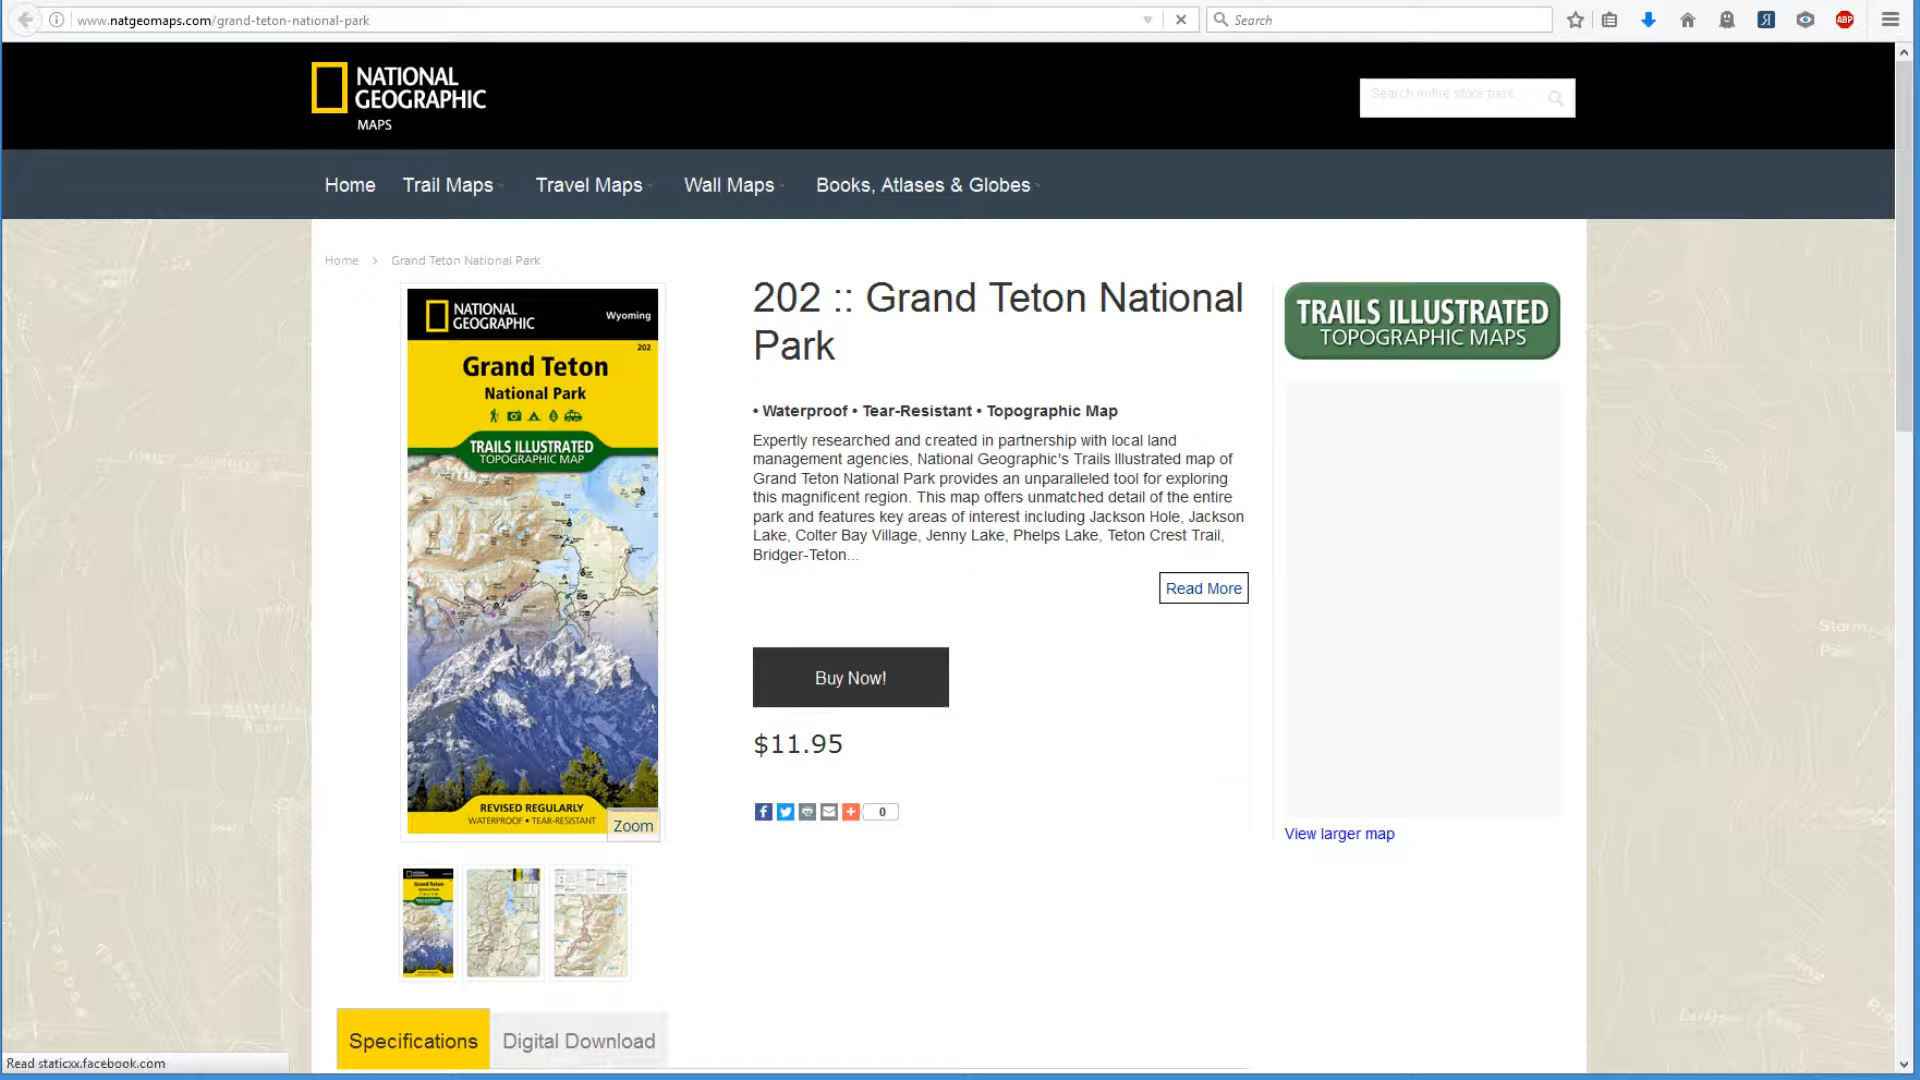 www.natgeomaps.com/grand-teton-national-park
Search
ABP
NATIONAL
GEOGRAPHIC
MAPS
Search entire store here...
Home
Trail Maps
Travel Maps
Wall Maps
Books, Atlases & Globes
Home > Grand Teton National Park
NATIONAL
GEOGRAPHIC
Wyoming
202
Grand Teton
National Park
TRAILS ILLUSTRATED
TOPOGRAPHIC MAP
REVISED REGULARLY
WATERPROOF • TEAR-RESISTANT
Zoom
202 :: Grand Teton National
Park
• Waterproof • Tear-Resistant • Topographic Map
Expertly researched and created in partnership with local land
management agencies, National Geographic's Trails Illustrated map of
Grand Teton National Park provides an unparalleled tool for exploring
this magnificent region. This map offers unmatched detail of the entire
park and features key areas of interest including Jackson Hole, Jackson
Lake, Colter Bay Village, Jenny Lake, Phelps Lake, Teton Crest Trail,
Bridger-Teton...
Read More
Buy Now!
$11.95
0
TRAILS ILLUSTRATED
TOPOGRAPHIC MAPS
View larger map
Grand Teton
Specifications
Digital Download
Read staticxx.facebook.com